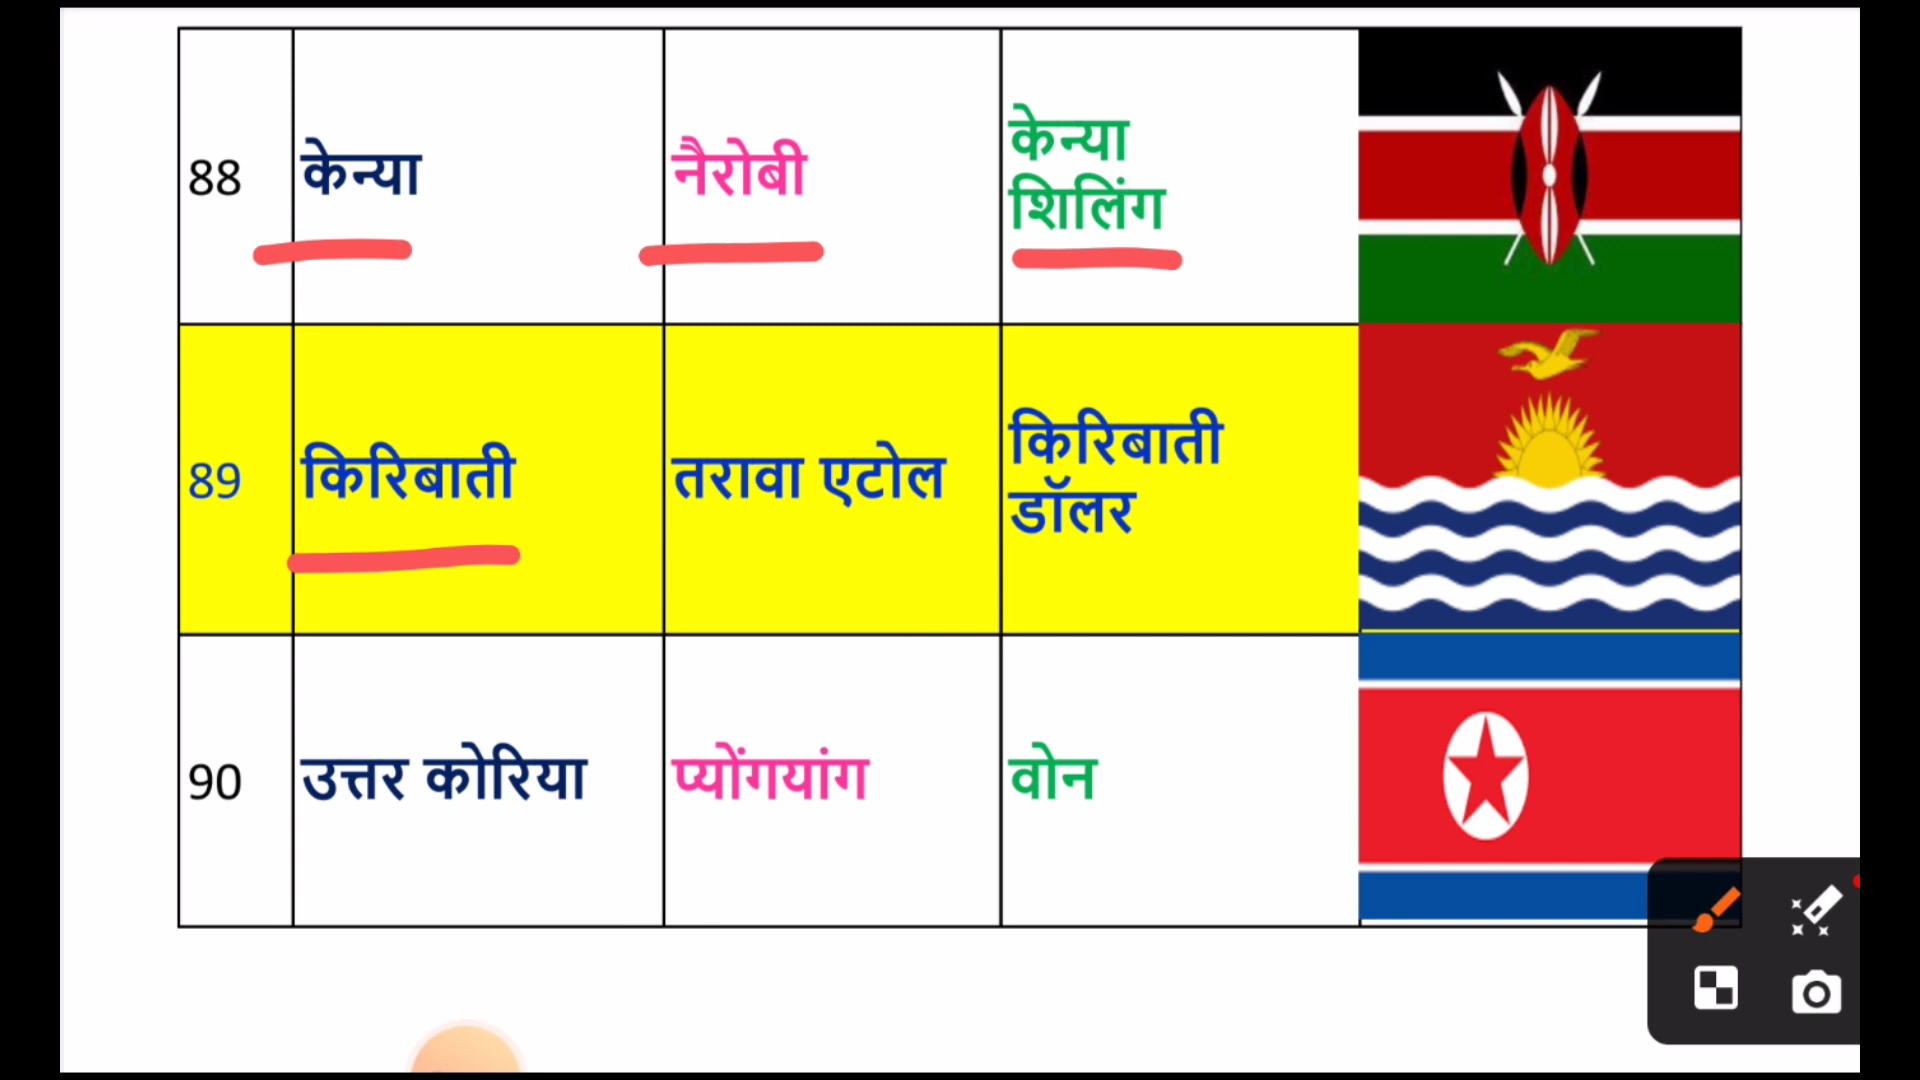 88
केन्या
नैरोबी
केन्या
शिलिंग
89
किरिबाती
तरावा एटोल
किरिबाती
डॉलर
90
उत्तर कोरिया
प्योंगयांग
वोन